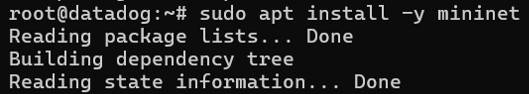 root@datadog:~# sudo apt install -y mininet
Reading package lists... Done
Building dependency tree
Reading state information... Done